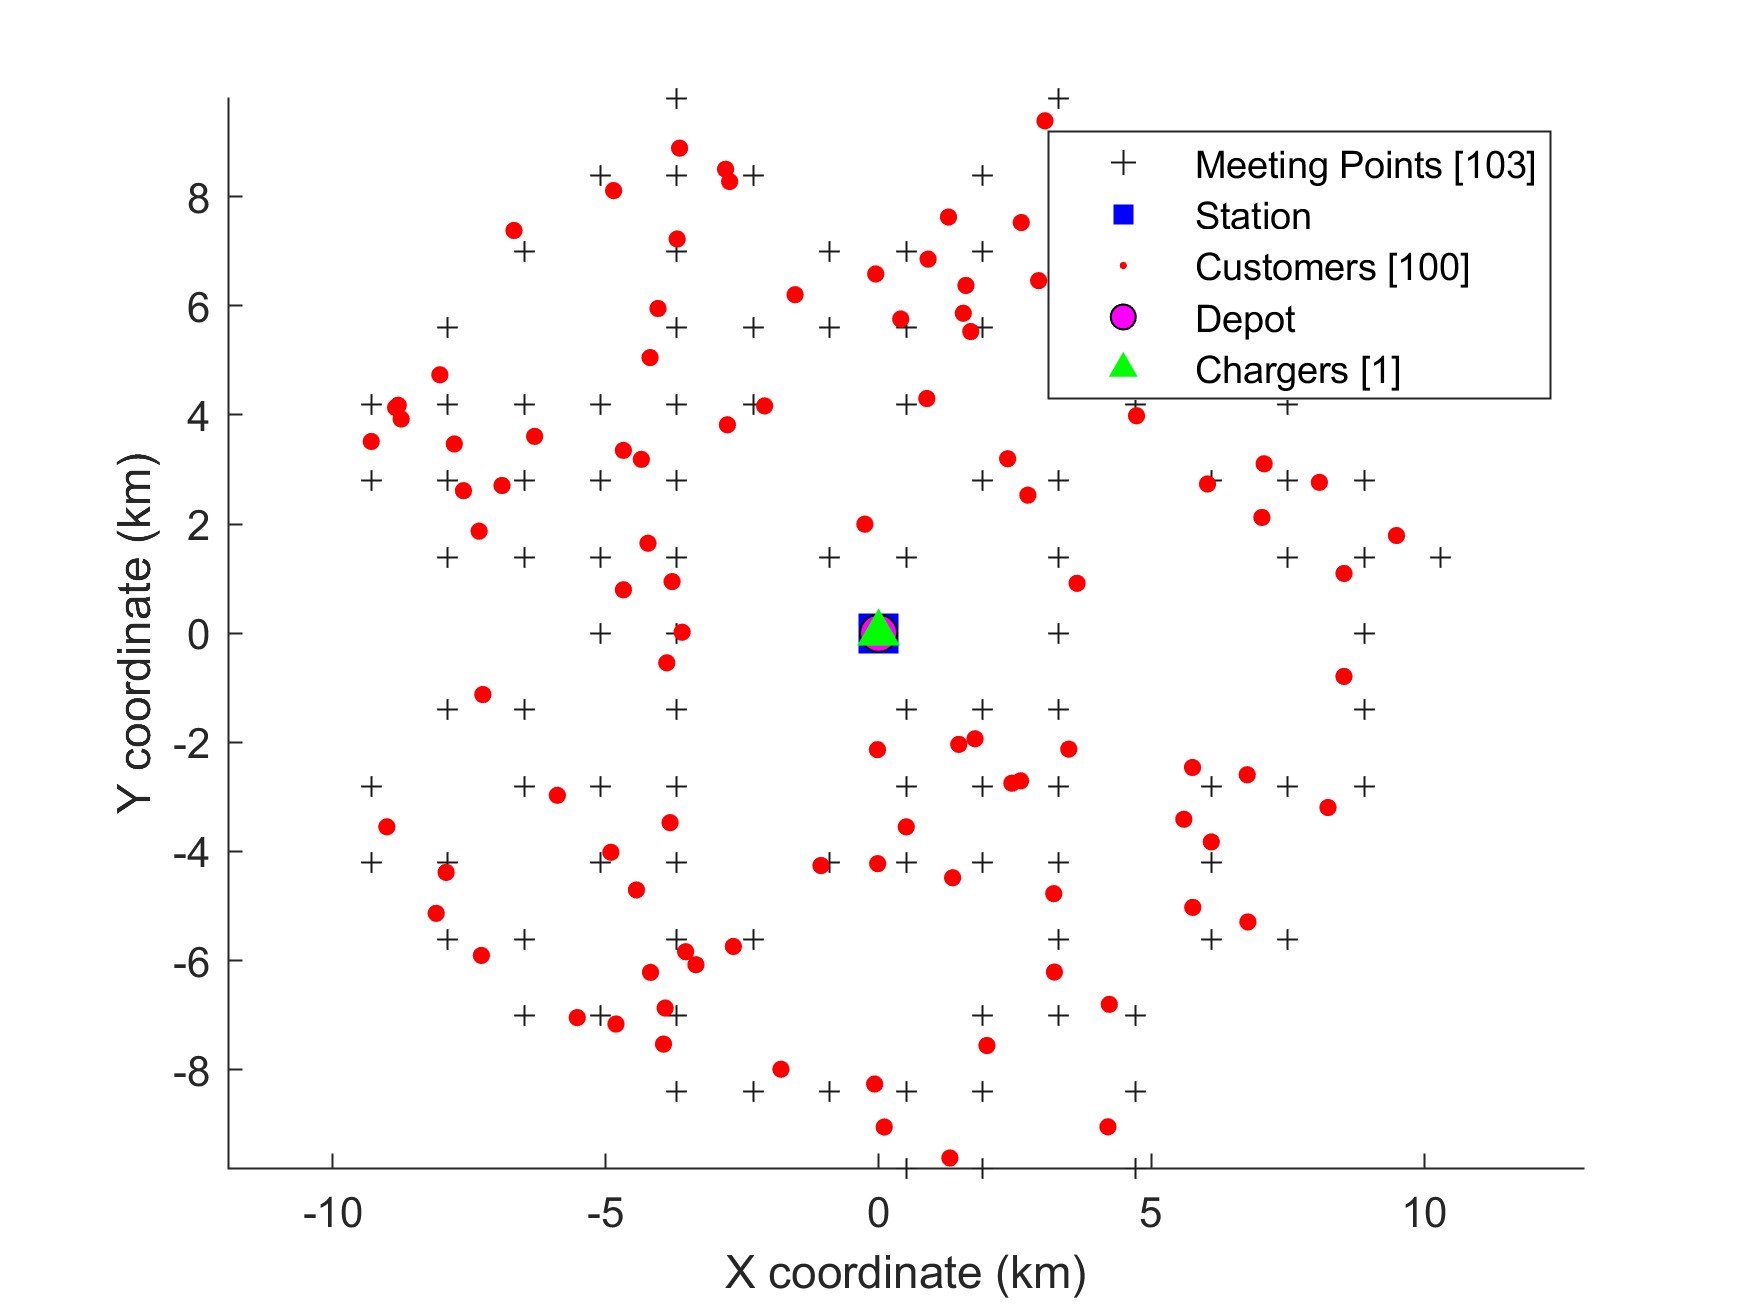 Meeting Points [103]
Station
Customers [100]
Depot
Chargers [1]
8
6
4
2
0
-2
-4
-6
-8
Y coordinate (km)
-10 -5 0 5 10
X coordinate (km)